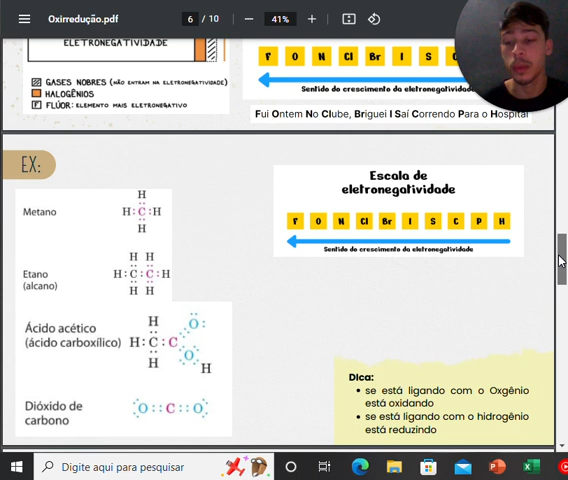 Oxirredução.pdf
6 / 10
41%
ELETRONEGATIVIDADE
GASES NOBRES (NÃO ENTRAM NA ELETRONEGATIVIDADE)
HALOGÊNIOS
F FLÚOR: ELEMENTO MAIS ELETRONEGATIVO
F O N Cl Br I S
Sentido do crescimento da eletronegatividade
Fui Ontem No Clube, Briguei I Saí Correndo Para o Hospital
EX:
Escala de
eletronegatividade
F O N Cl Br I S C P H
Sentido do crescimento da eletronegatividade
Metano
H
H:C:H
H
Etano
(alcano)
H H
H:C:C:H
H H
Ácido acético
(ácido carboxílico)
H O
H:C:C
H O
H
Dióxido de
carbono
O::C::O
Dica:
se está ligando com o Oxgênio
está oxidando
se está ligando com o hidrogênio
está reduzindo
Digite aqui para pesquisar